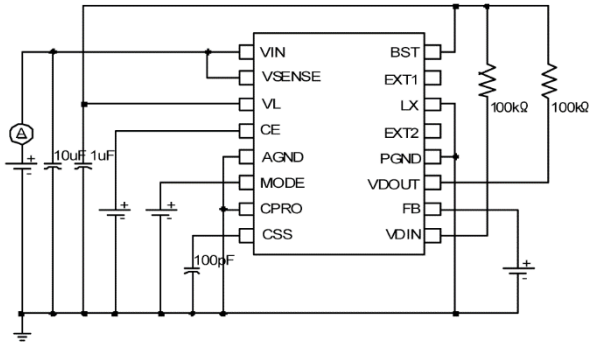 VIN
VSENSE
VL
CE
AGND
MODE
CPRO
CSS
BST
EXT1
LX
EXT2
PGND
VDOUT
FB
VDIN
A
10uF
1uF
100pF
100kΩ
100kΩ
+
-
+
-
+
-
+
-